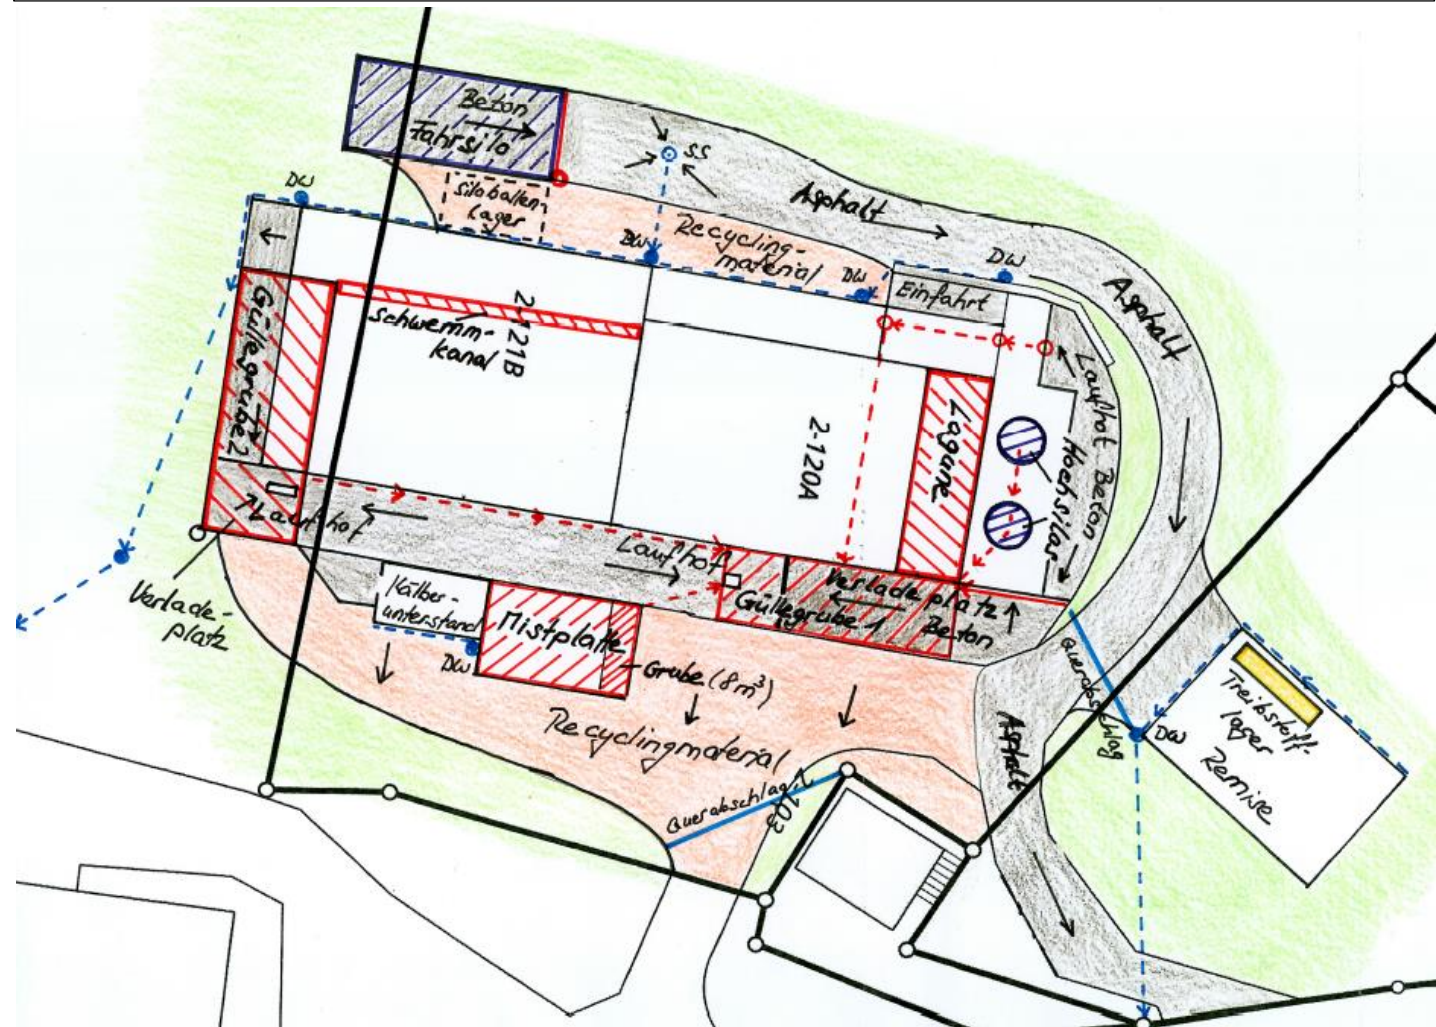 Beton
Fahrsilo
SS
DW
Siloballen-
Lager
Asphalt
Recycling-
material
DW
DW
DW
Einfahrt
Asphalt
Güllegrube 2
Schwemm-
kanal
2-121B
2-120A
Lagune
Laufhof Beton
Hochsilos
Laufhof
Laufhof
Verladeplatz
Beton
Güllegrube 1
Verlade-
platz
Kälber-
unterstand
Mistplatte
DW
Grube (8m³)
Recyclingmaterial
Querabschlag
Asphalt
Querabschlag
DW
Treibstoff-
lager
Remise